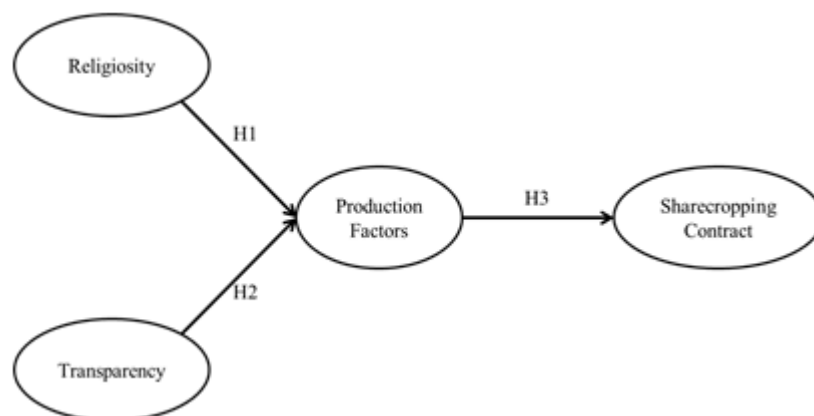 Religiosity
H1
Production
Factors
H3
Sharecropping
Contract
H2
Transparency